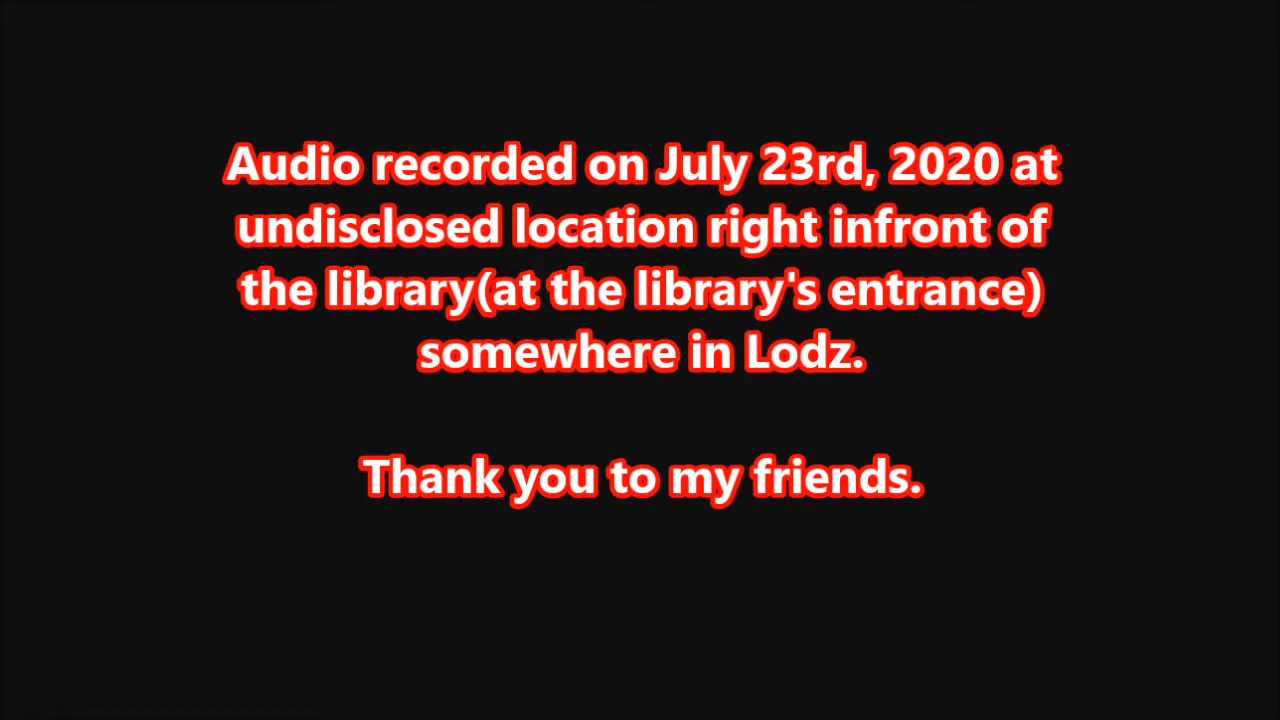 Audio recorded on July 23rd, 2020 at
undisclosed location right infront of
the library(at the library's entrance)
somewhere in Lodz.
Thank you to my friends.